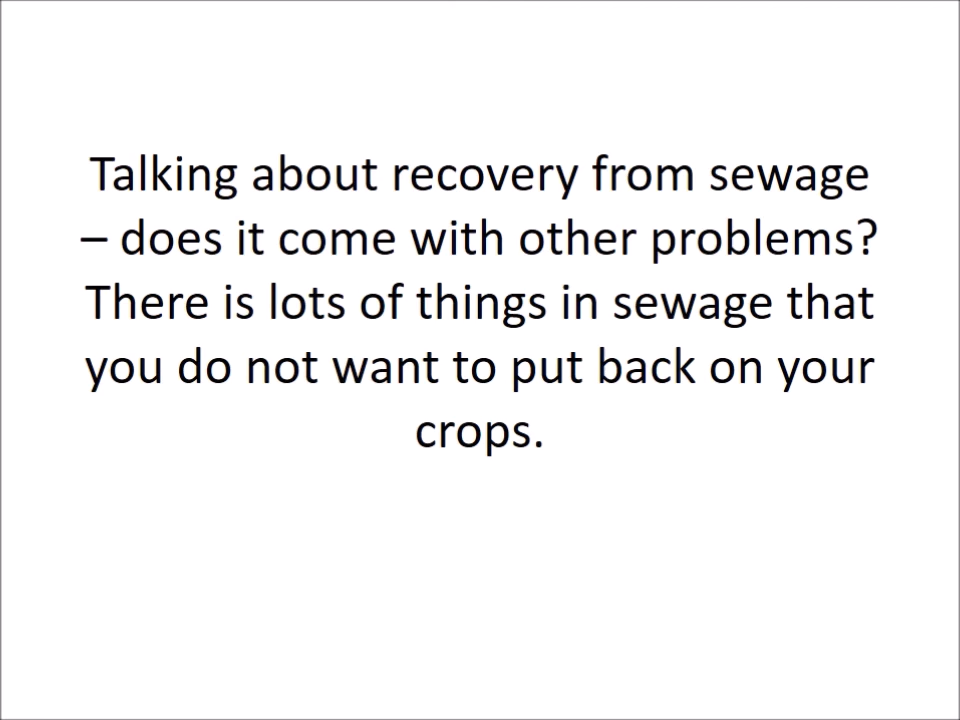 Talking about recovery from sewage
– does it come with other problems?
There is lots of things in sewage that
you do not want to put back on your
crops.